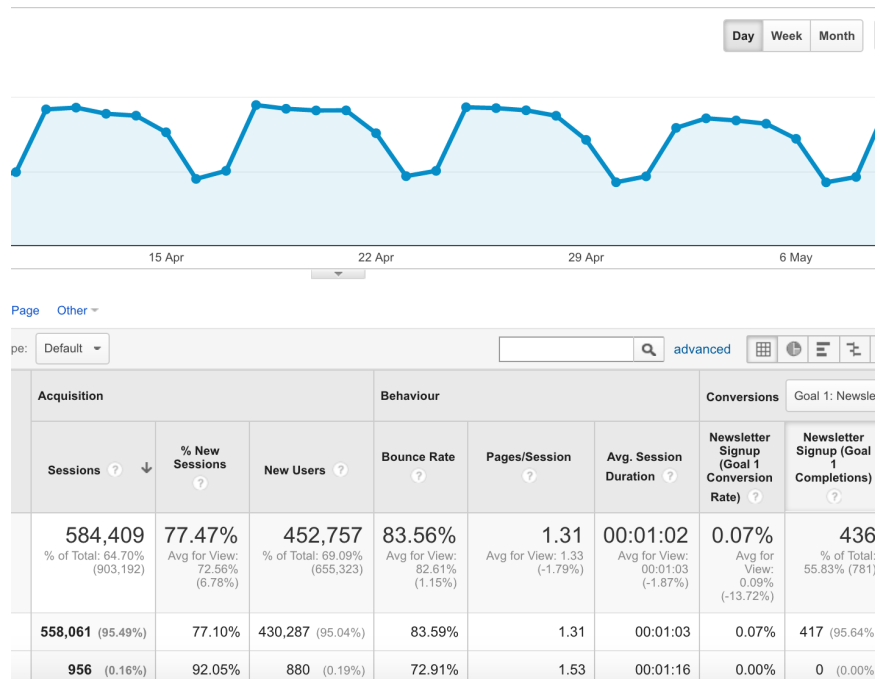 Day Week Month
15 Apr 22 Apr 29 Apr 6 May
Page Other
pe: Default advanced
Acquisition Behaviour Conversions Goal 1: Newsle
Sessions ? % New Sessions ? New Users ? Bounce Rate ? Pages/Session ? Avg. Session Duration ? Newsletter Signup (Goal 1 Conversion Rate) ? Newsletter Signup (Goal 1 Completions) ?
584,409 77.47% 452,757 83.56% 1.31 00:01:02 0.07% 436
% of Total: 64.70% (903,192) Avg for View: 72.56% (6.78%) % of Total: 69.09% (655,323) Avg for View: 82.61% (1.15%) Avg for View: 1.33 (-1.79%) Avg for View: 00:01:03 (-1.87%) Avg for View: 0.09% (-13.72%) % of Total: 55.83% (781)
558,061 (95.49%) 77.10% 430,287 (95.04%) 83.59% 1.31 00:01:03 0.07% 417 (95.64%
956 (0.16%) 92.05% 880 (0.19%) 72.91% 1.53 00:01:16 0.00% 0 (0.00%